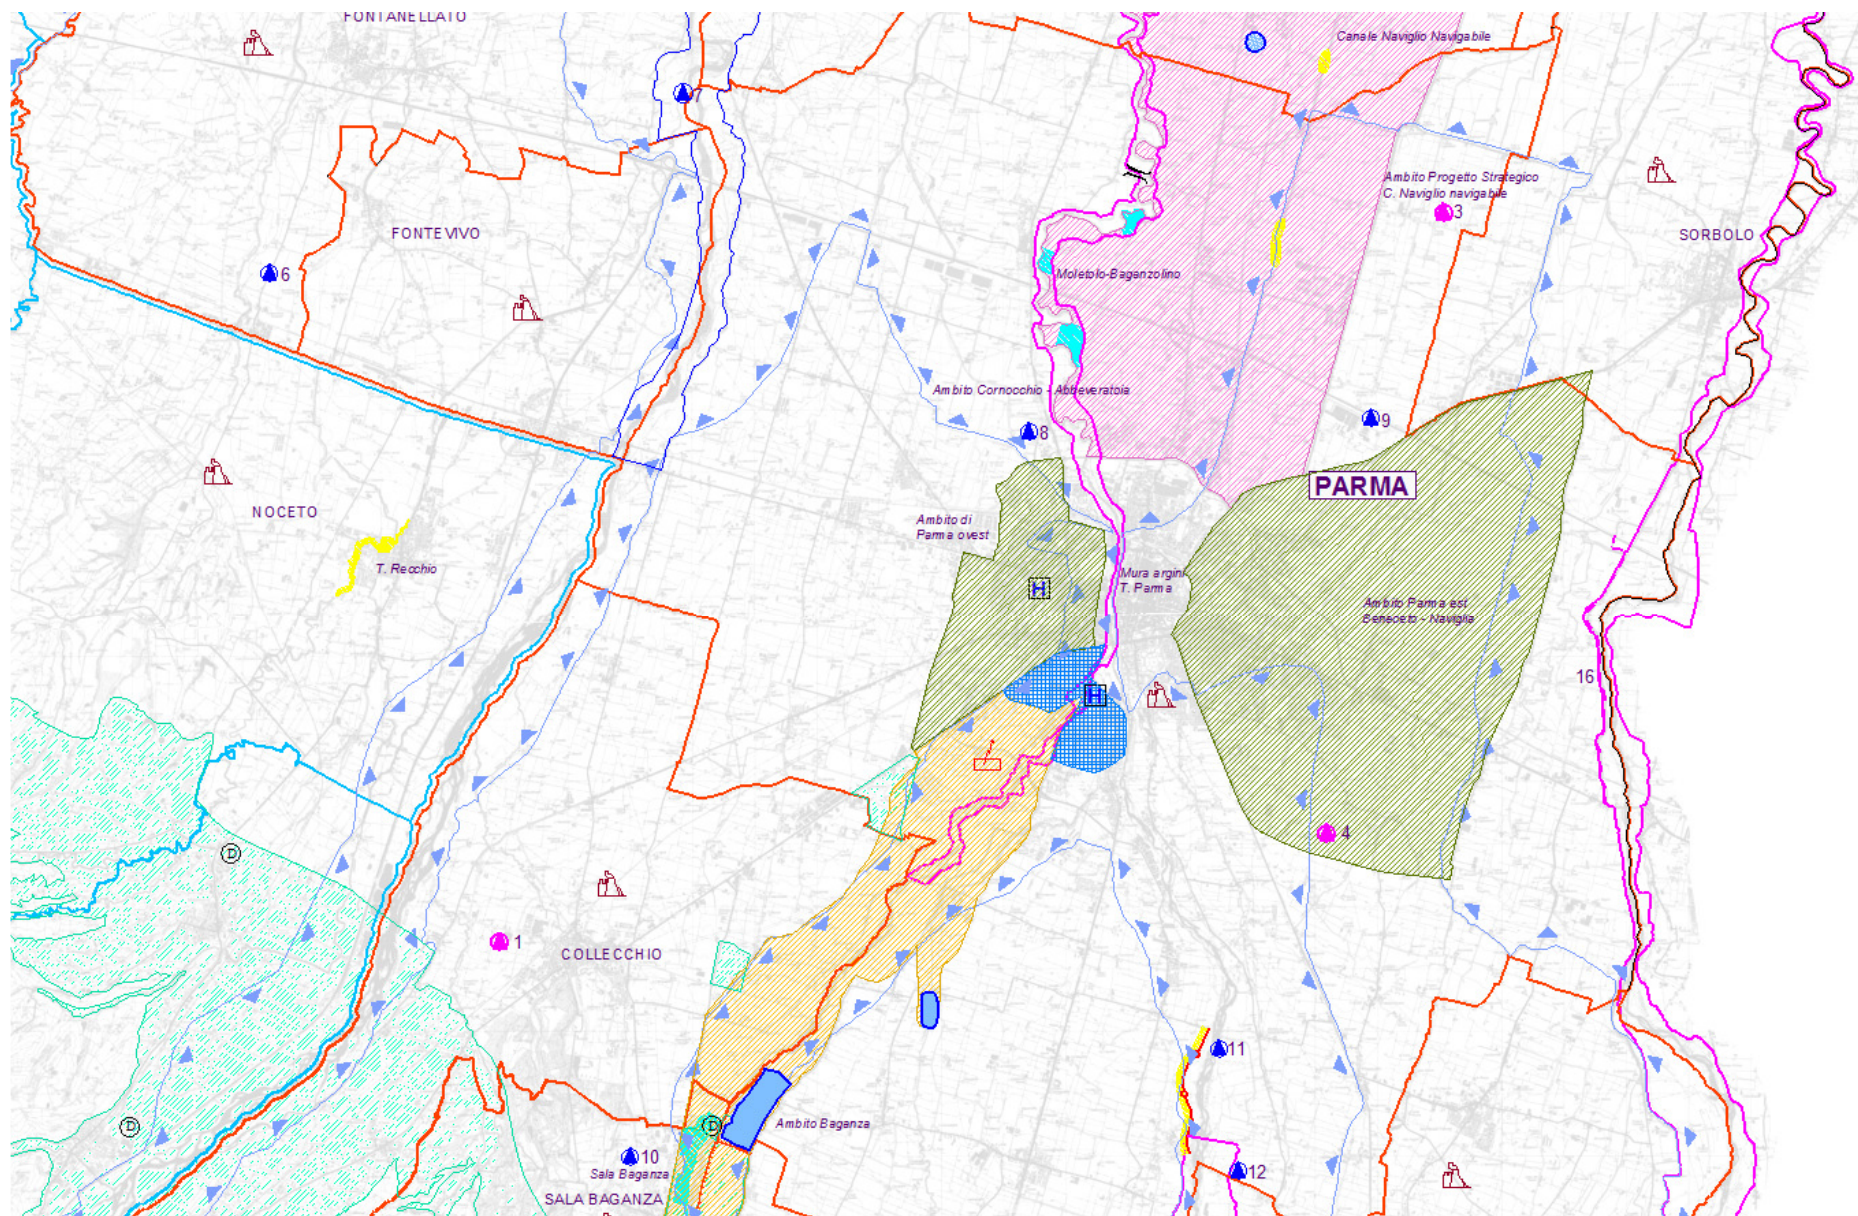 FONTANELLATO
Canale Naviglio Navigabile
7
Ambito Progetto Strategico
C. Naviglio navigabile
3
FONTEVIVO
SORBOLO
6
Moletolo-Baganzolino
Ambito Cornocchio - Abbeveratoia
8
9
PARMA
NOCETO
Ambito di
Parma ovest
T. Recchio
Mura argini
T. Parma
H
Ambito Parma est
Beneceto - Naviglia
16
H
4
D
1
COLLECCHIO
11
D
D
Ambito Baganza
10
Sala Baganza
12
SALA BAGANZA